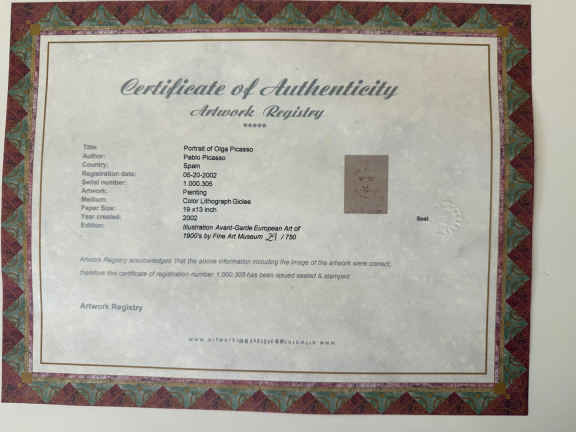 Certificate of Authenticity
Artwork Registry
*****
Title: Portrait of Olga Picasso
Author: Pablo Picasso
Country: Spain
Registration date: 06-20-2002
Serial number: 1.000.305
Artwork: Painting
Medium: Color Lithograph Giclee
Paper Size: 19 x13 inch
Year created: 2002
Edition: Illustration Avant-Garde European Art of
1900's by Fine Art Museum 29 / 750
Seal
Artwork Registry acknowledges that the above information including the image of the artwork were correct,
therefore this certificate of registration number 1.000.305 has been issued sealed & stamped
Artwork Registry